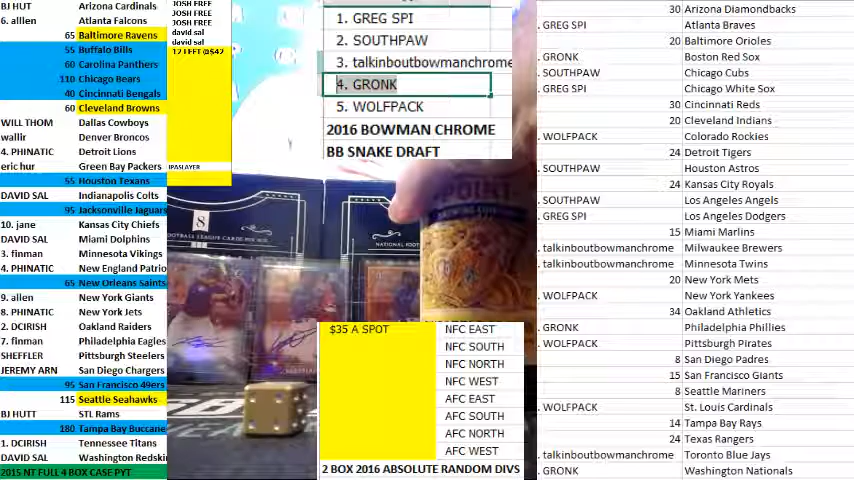 BJ HUT Arizona Cardinals
6. alllen Atlanta Falcons
65 Baltimore Ravens
55 Buffalo Bills
60 Carolina Panthers
110 Chicago Bears
40 Cincinnati Bengals
60 Cleveland Browns
WILL THOM Dallas Cowboys
wallir Denver Broncos
4. PHINATIC Detroit Lions
eric hur Green Bay Packers
55 Houston Texans
DAVID SAL Indianapolis Colts
95 Jacksonville Jaguars
10. jane Kansas City Chiefs
DAVID SAL Miami Dolphins
3. finman Minnesota Vikings
4. PHINATIC New England Patrio
65 New Orleans Saints
9. allen New York Giants
8. PHINATIC New York Jets
2. DCIRISH Oakland Raiders
7. finman Philadelphia Eagles
SHEFFLER Pittsburgh Steelers
JEREMY ARN San Diego Chargers
95 San Francisco 49ers
115 Seattle Seahawks
BJ HUTT STL Rams
180 Tampa Bay Buccane
1. DCIRISH Tennessee Titans
DAVID SAL Washington Redskin
2015 NT FULL 4 BOX CASE PYT
JOSH FREE
JOSH FREE
JOSH FREE
david sal
david sal
12 LEFT @$42
IPASLAYER
1. GREG SPI
2. SOUTHPAW
3. talkinboutbowmanchrome
4. GRONK
5. WOLFPACK
2016 BOWMAN CHROME
BB SNAKE DRAFT
8
NATIONAL FOOT
POINT
$35 A SPOT NFC EAST
NFC SOUTH
NFC NORTH
NFC WEST
AFC EAST
AFC SOUTH
AFC NORTH
AFC WEST
2 BOX 2016 ABSOLUTE RANDOM DIVS
30 Arizona Diamondbacks
. GREG SPI Atlanta Braves
20 Baltimore Orioles
. GRONK Boston Red Sox
. SOUTHPAW Chicago Cubs
. GREG SPI Chicago White Sox
30 Cincinnati Reds
20 Cleveland Indians
. WOLFPACK Colorado Rockies
24 Detroit Tigers
. SOUTHPAW Houston Astros
24 Kansas City Royals
. SOUTHPAW Los Angeles Angels
. GREG SPI Los Angeles Dodgers
15 Miami Marlins
. talkinboutbowmanchrome Milwaukee Brewers
. talkinboutbowmanchrome Minnesota Twins
20 New York Mets
. WOLFPACK New York Yankees
34 Oakland Athletics
. GRONK Philadelphia Phillies
. WOLFPACK Pittsburgh Pirates
8 San Diego Padres
15 San Francisco Giants
8 Seattle Mariners
. WOLFPACK St. Louis Cardinals
14 Tampa Bay Rays
24 Texas Rangers
. talkinboutbowmanchrome Toronto Blue Jays
. GRONK Washington Nationals